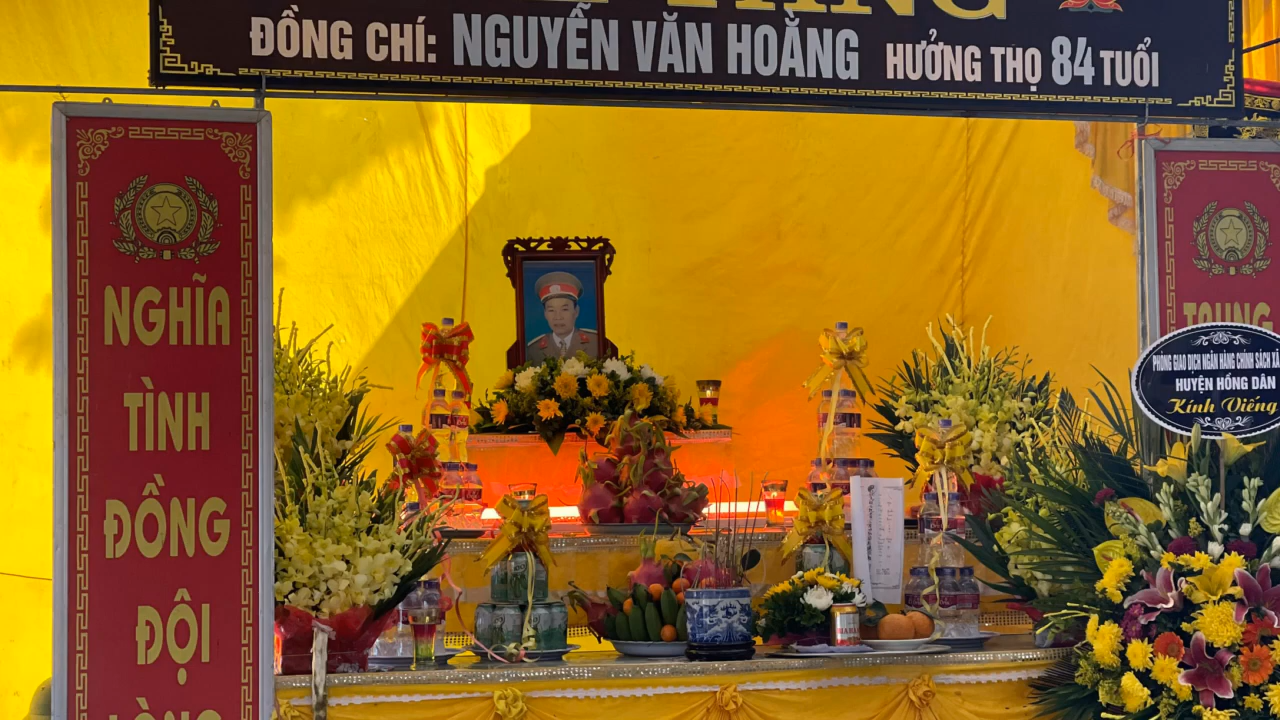 ĐỒNG CHÍ: NGUYỄN VĂN HOẰNG HƯỞNG THỌ 84 TUỔI
NGHĨA
TÌNH
ĐỒNG
ĐỘI
TRUNG
PHÒNG GIAO DỊCH NGÂN HÀNG CHÍNH SÁCH XÃ
HUYỆN HỒNG DÂN
Kính Viếng